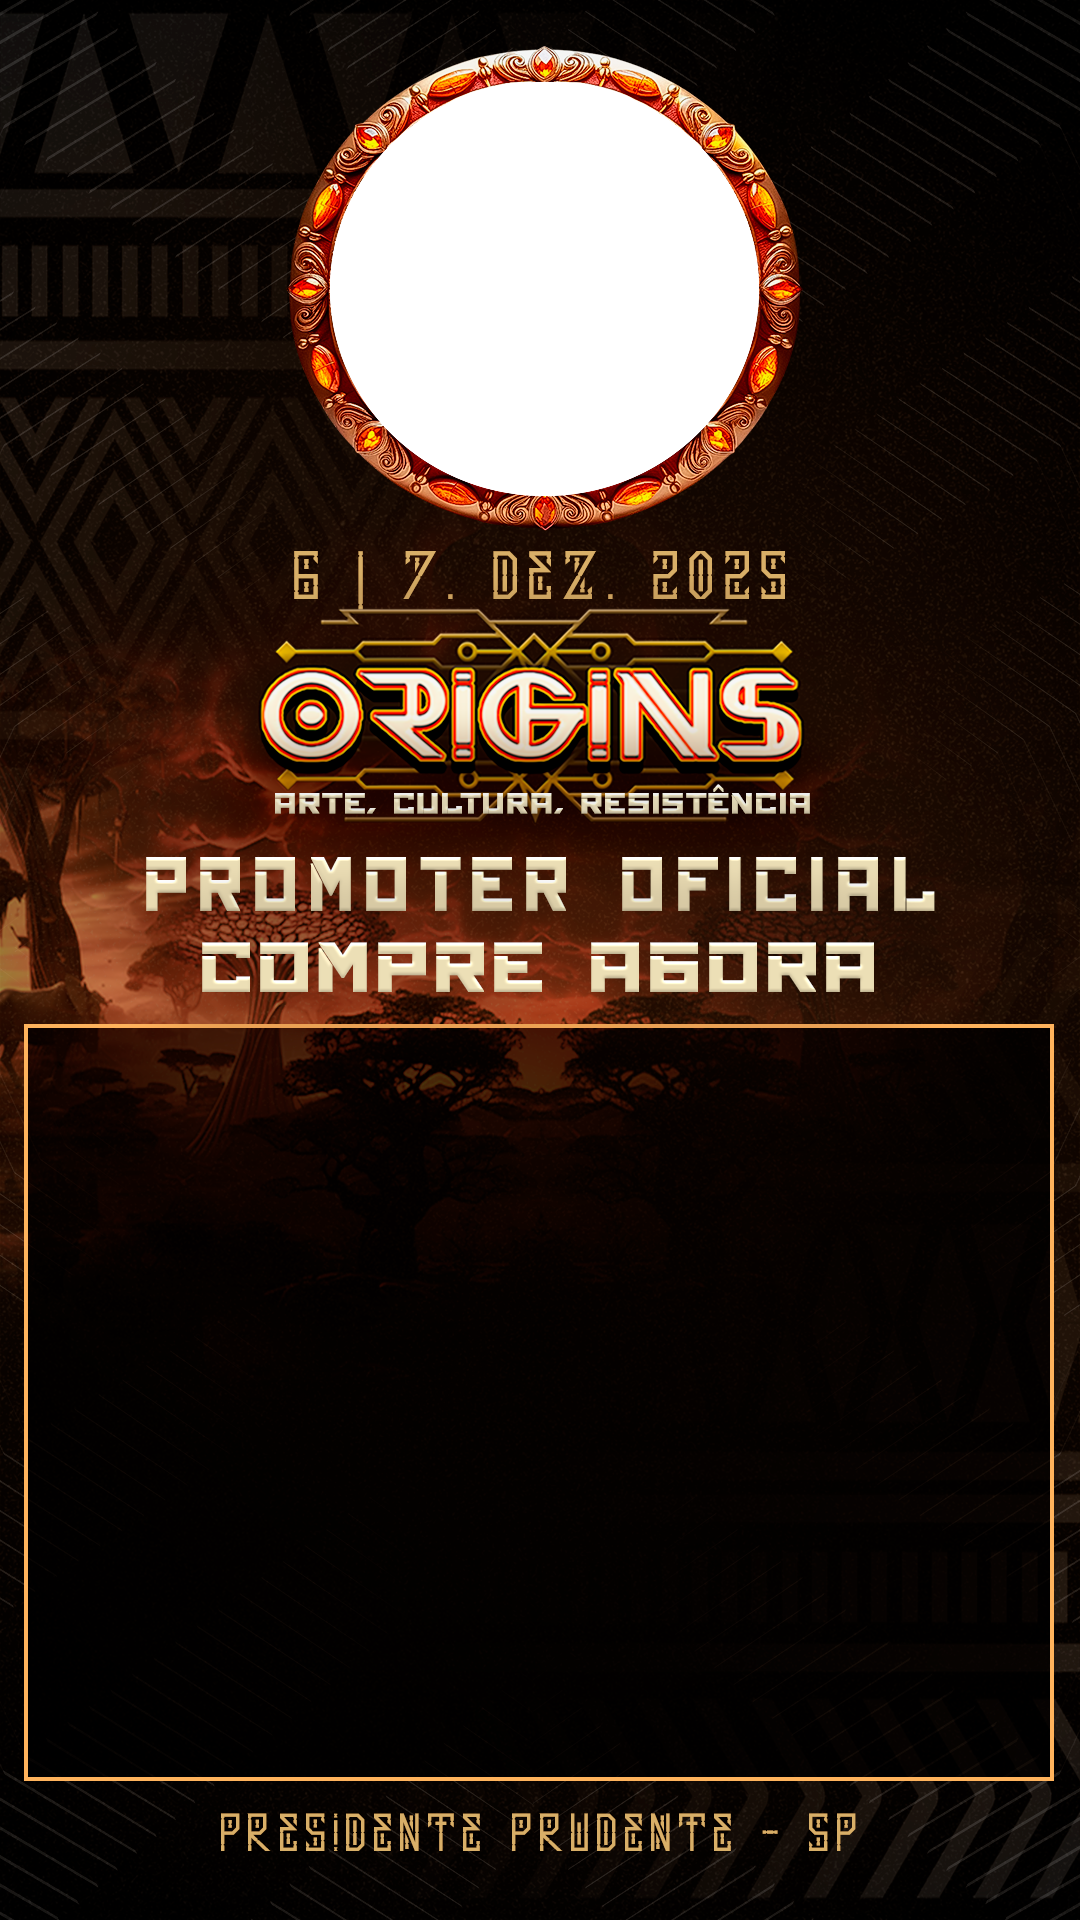 6 | 7. DEZ. 2025
ORIGINS
ARTE, CULTURA, RESISTÊNCIA
PROMOTER OFICIAL
COMPRE AGORA
PRESIDENTE PRUDENTE - SP